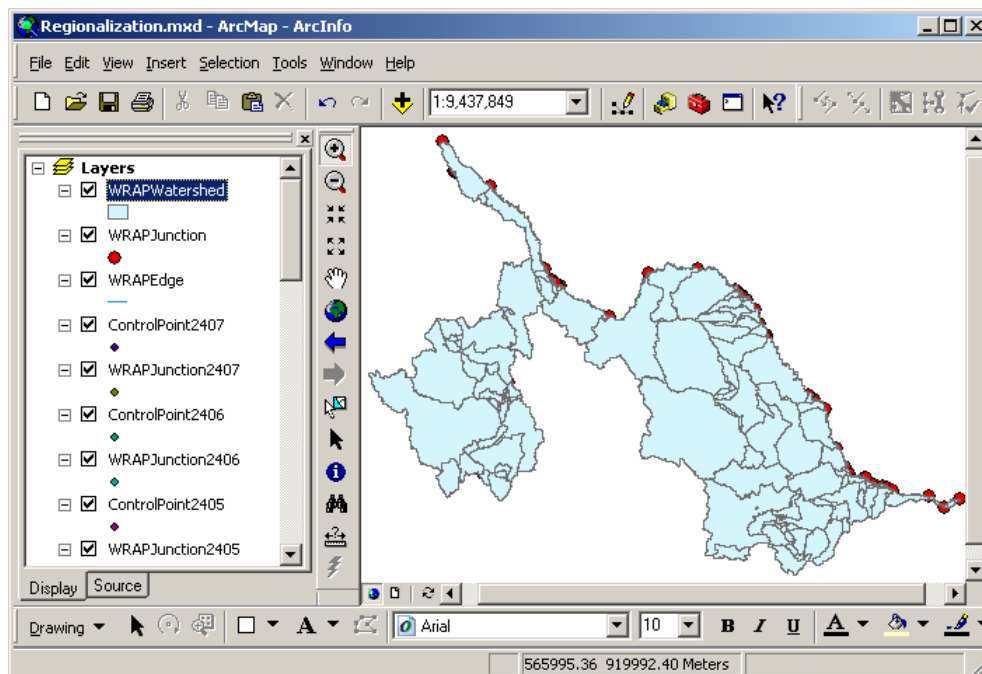 Regionalization.mxd - ArcMap - ArcInfo
File Edit View Insert Selection Tools Window Help
1:9,437,849
Layers
WRAPWatershed
WRAPJunction
WRAPEdge
ControlPoint2407
WRAPJunction2407
ControlPoint2406
WRAPJunction2406
ControlPoint2405
WRAPJunction2405
Display Source
Drawing A Arial 10 B I U A
565995.36 919992.40 Meters